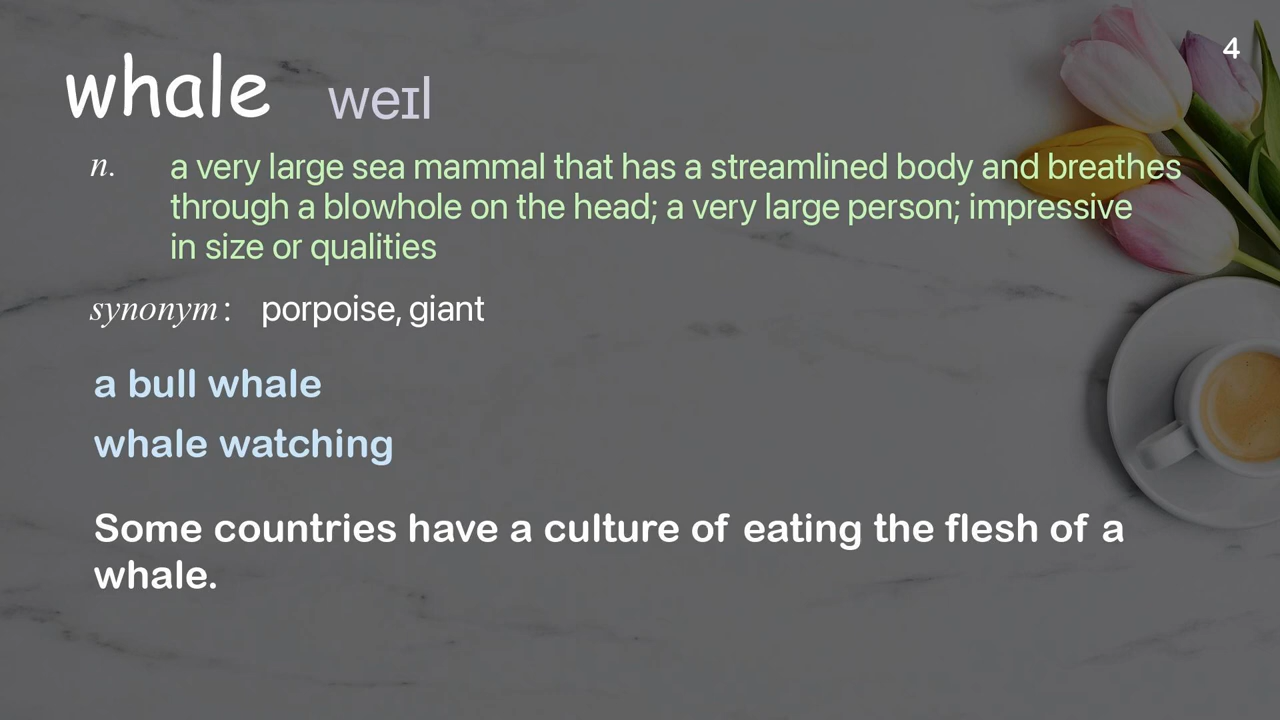 4
whale weɪl
n. a very large sea mammal that has a streamlined body and breathes
through a blowhole on the head; a very large person; impressive
in size or qualities
synonym: porpoise, giant
a bull whale
whale watching
Some countries have a culture of eating the flesh of a
whale.